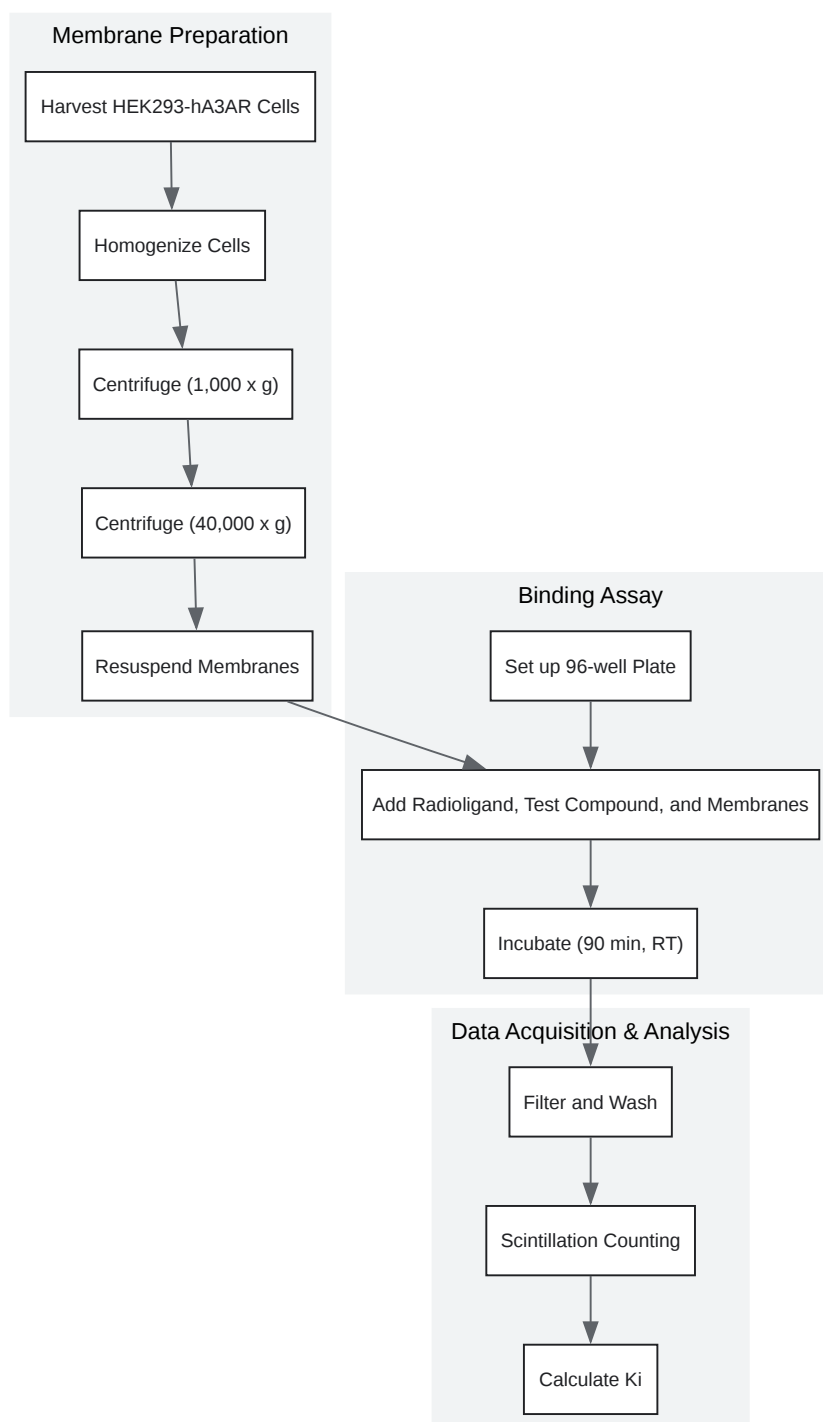 Membrane Preparation
Harvest HEK293-hA3AR Cells
Homogenize Cells
Centrifuge (1,000 x g)
Centrifuge (40,000 x g)
Resuspend Membranes
Binding Assay
Set up 96-well Plate
Add Radioligand, Test Compound, and Membranes
Incubate (90 min, RT)
Data Acquisition & Analysis
Filter and Wash
Scintillation Counting
Calculate Ki